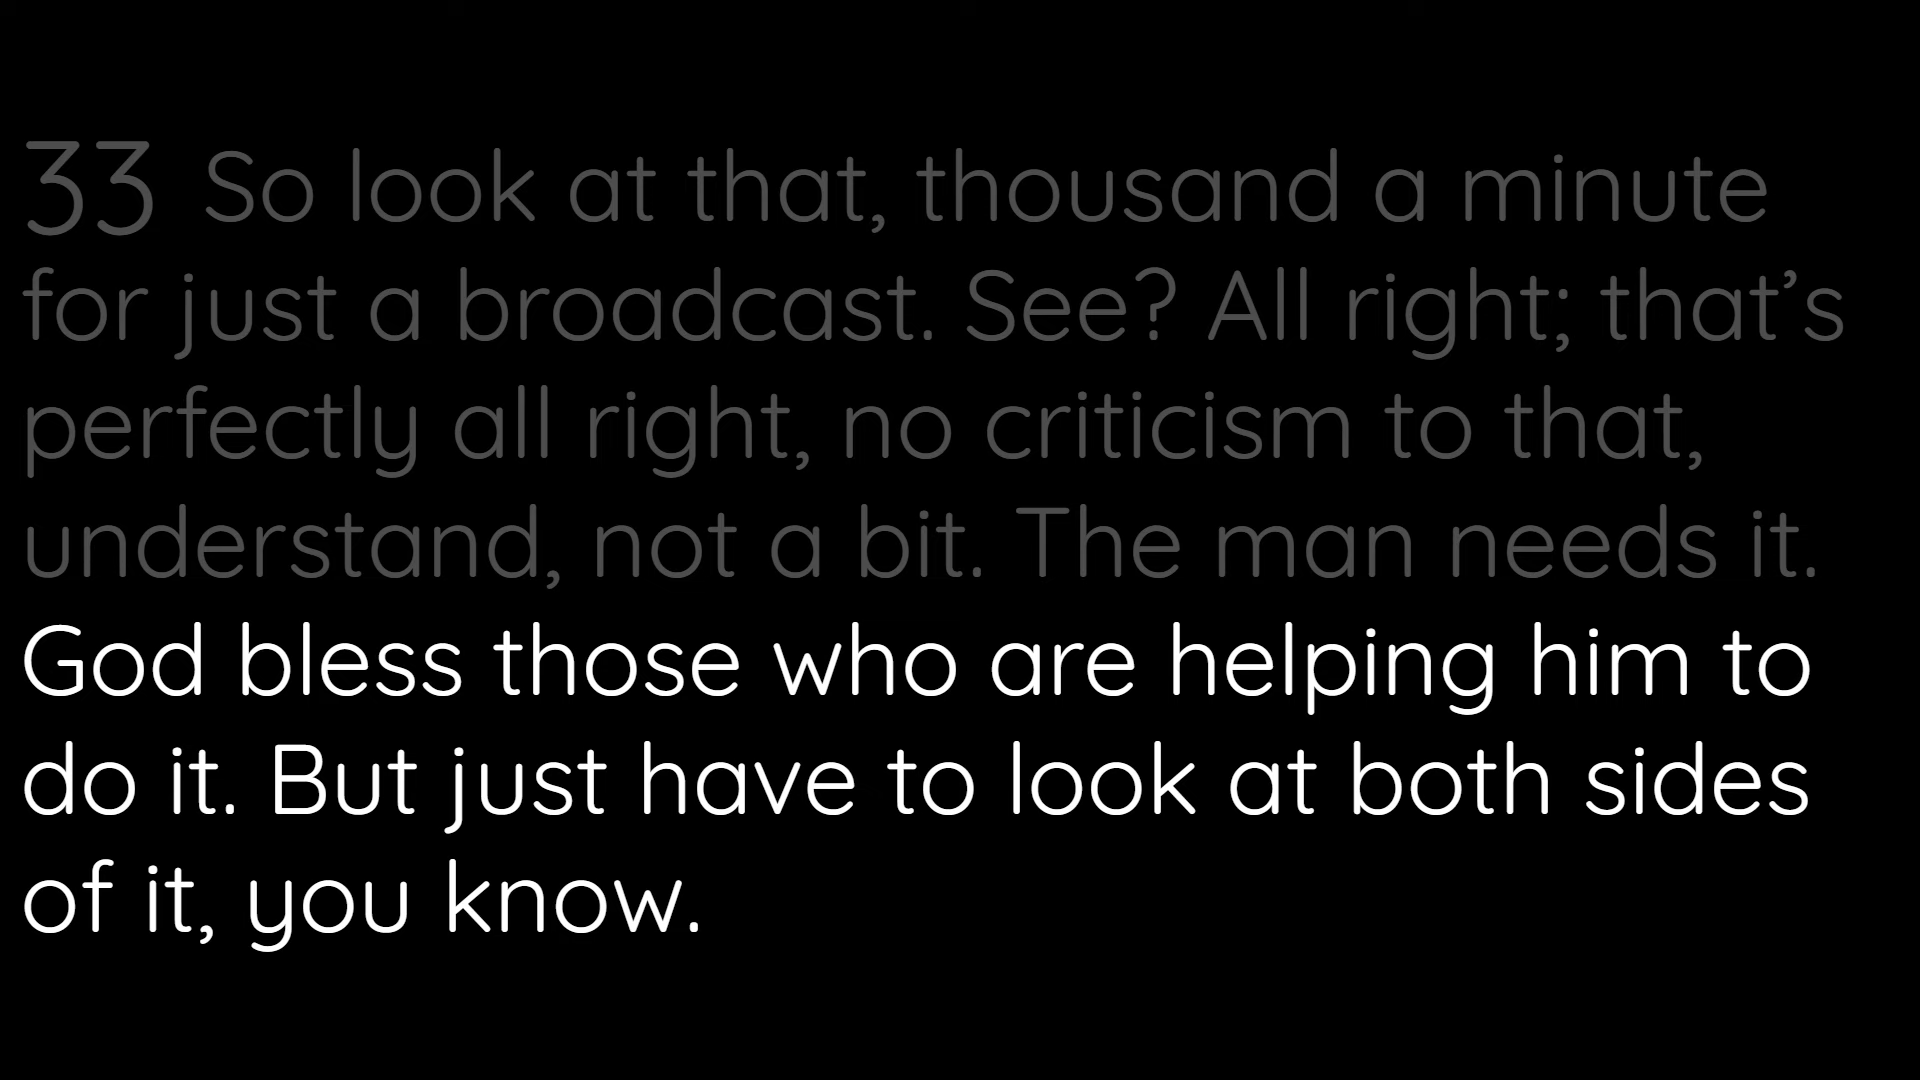 33 So look at that, thousand a minute
for just a broadcast. See? All right; that’s
perfectly all right, no criticism to that,
understand, not a bit. The man needs it.
God bless those who are helping him to
do it. But just have to look at both sides
of it, you know.